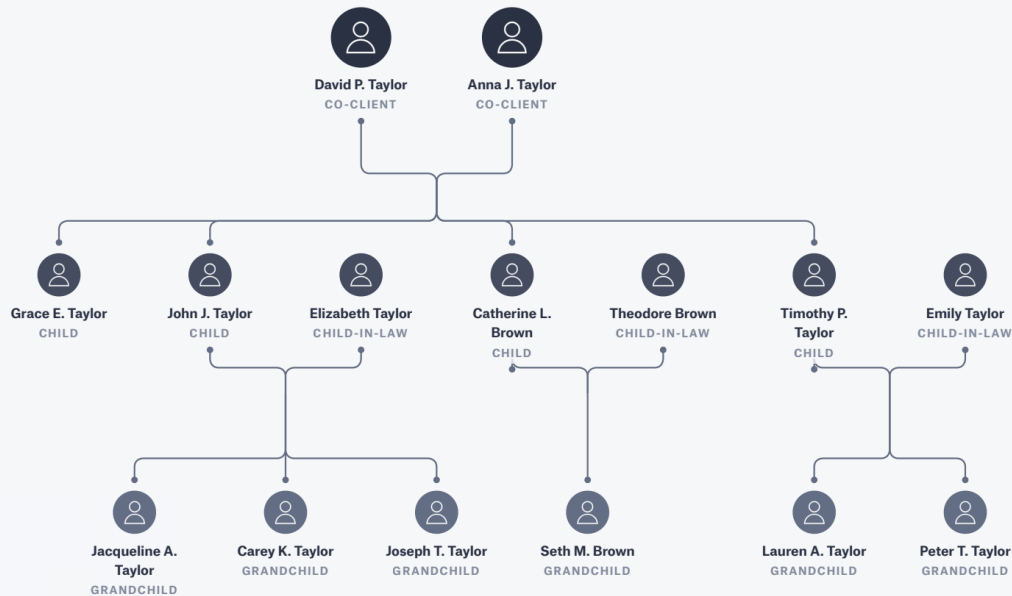 David P. Taylor
CO-CLIENT
Anna J. Taylor
CO-CLIENT
Grace E. Taylor
CHILD
John J. Taylor
CHILD
Elizabeth Taylor
CHILD-IN-LAW
Catherine L.
Brown
CHILD
Theodore Brown
CHILD-IN-LAW
Timothy P.
Taylor
CHILD
Emily Taylor
CHILD-IN-LAW
Jacqueline A.
Taylor
GRANDCHILD
Carey K. Taylor
GRANDCHILD
Joseph T. Taylor
GRANDCHILD
Seth M. Brown
GRANDCHILD
Lauren A. Taylor
GRANDCHILD
Peter T. Taylor
GRANDCHILD